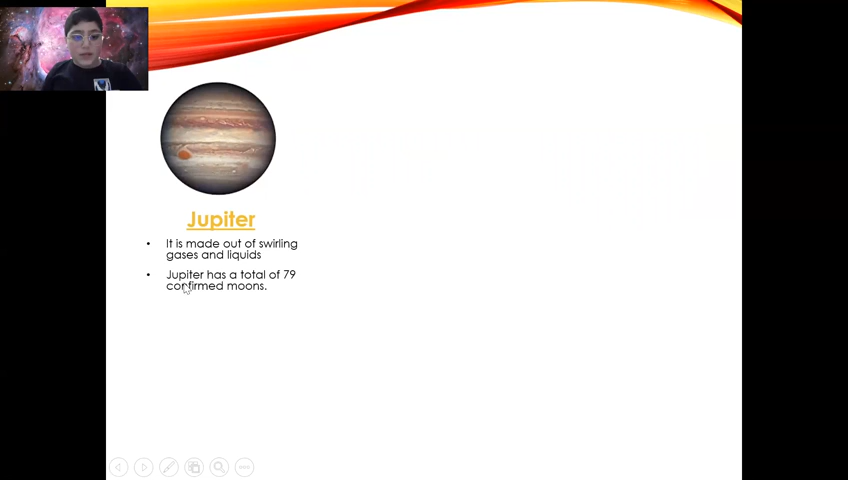 Jupiter
• It is made out of swirling
gases and liquids
• Jupiter has a total of 79
confirmed moons.